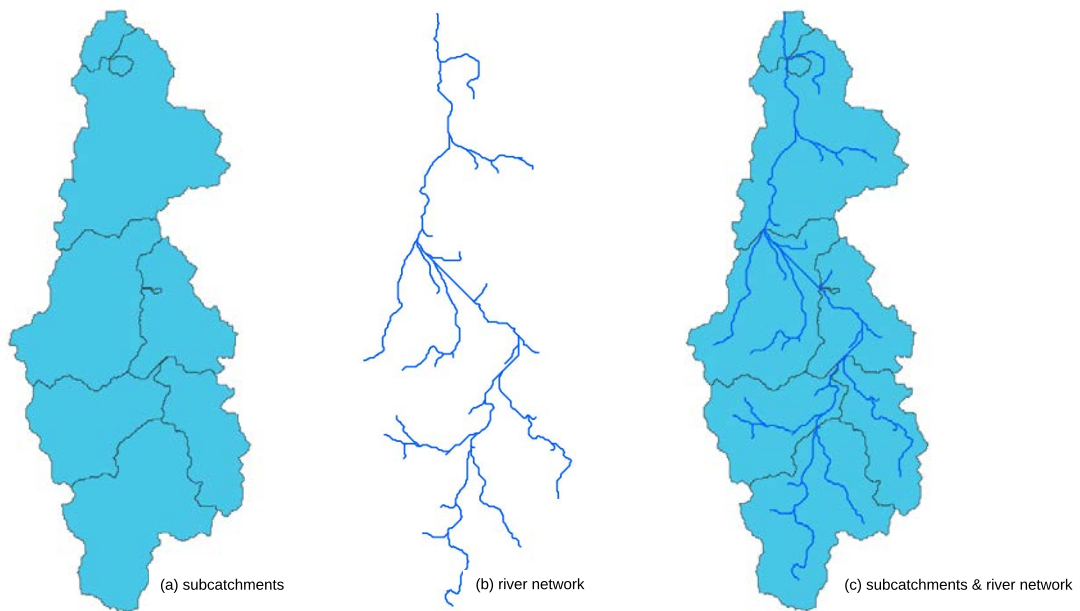 (a) subcatchments
(b) river network
(c) subcatchments & river network